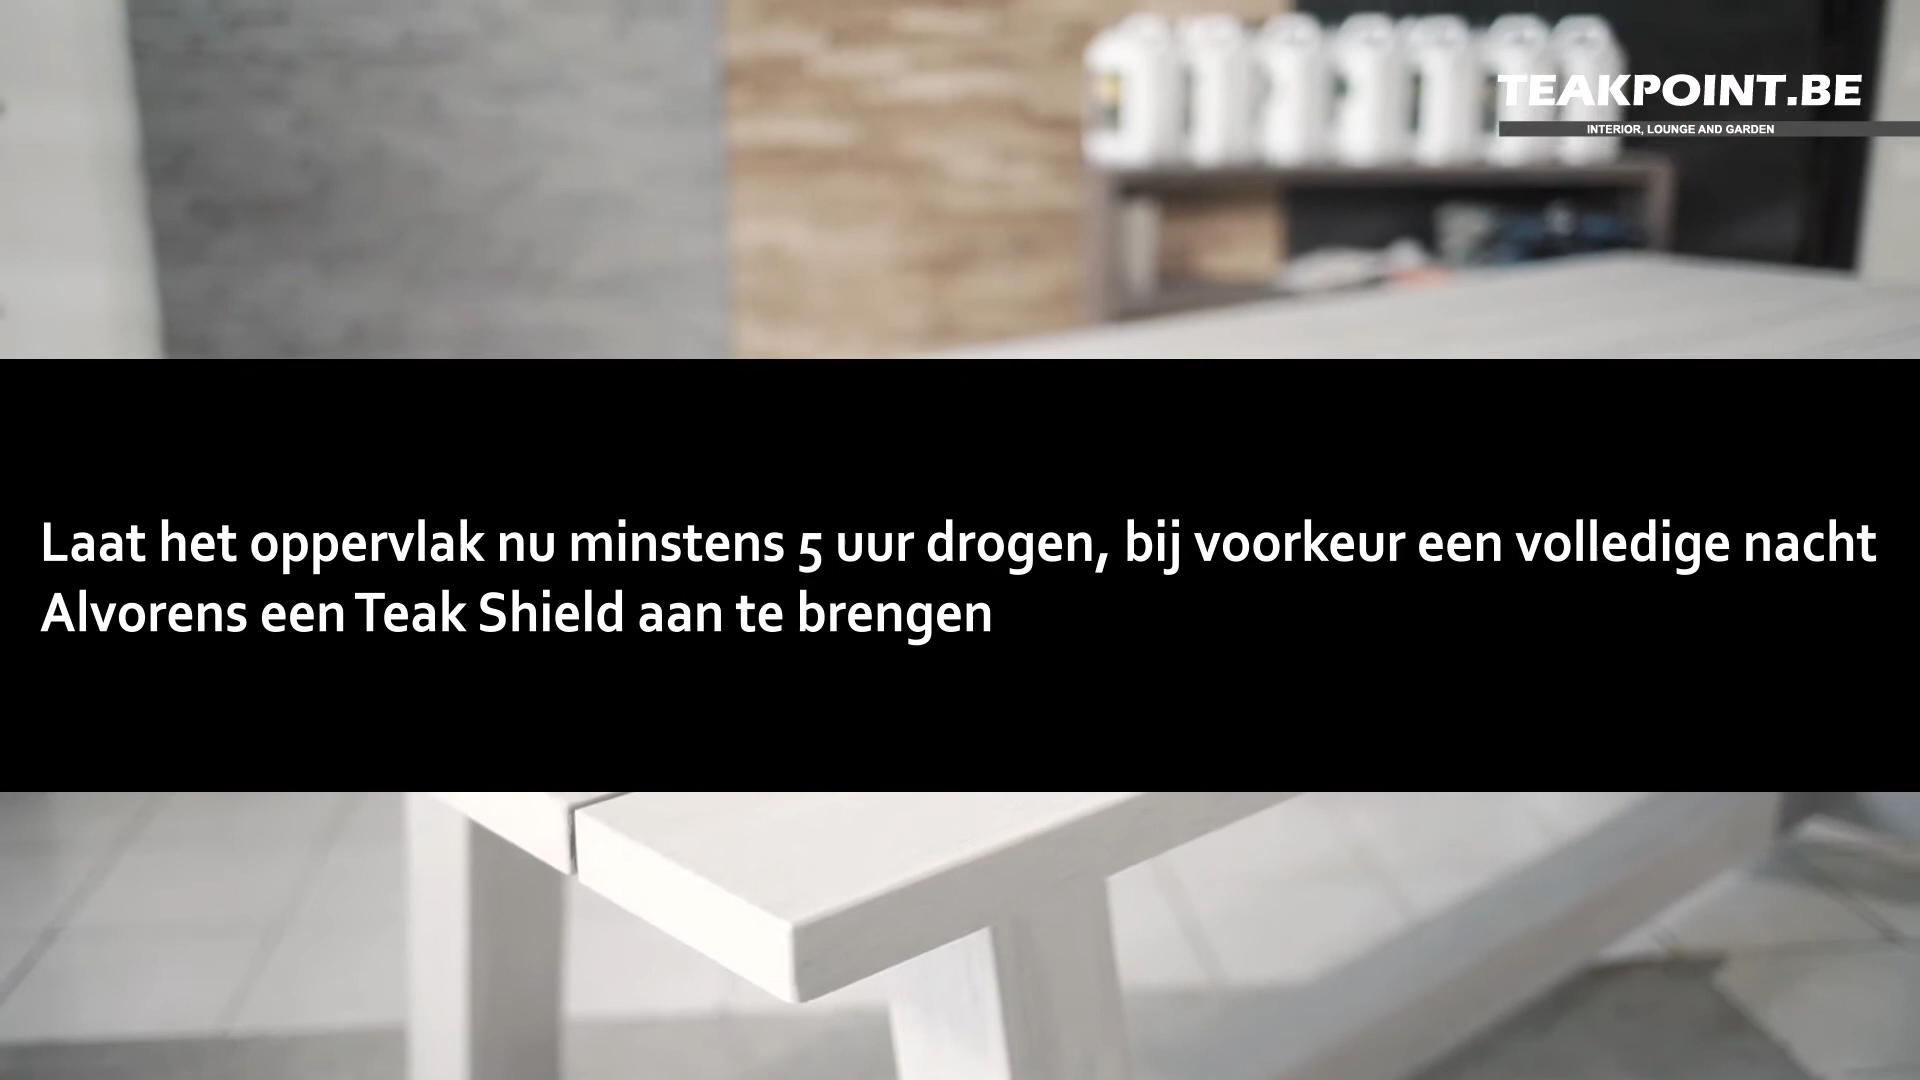 TEAKPOINT.BE
INTERIOR, LOUNGE AND GARDEN
Laat het oppervlak nu minstens 5 uur drogen, bij voorkeur een volledige nacht
Alvorens een Teak Shield aan te brengen